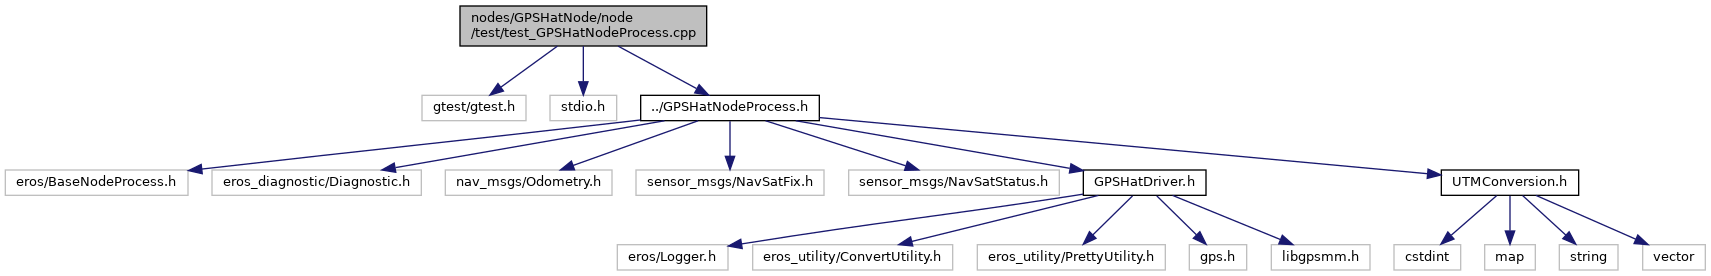 nodes/GPSHatNode/node
/test/test_GPSHatNodeProcess.cpp
gtest/gtest.h
stdio.h
../GPSHatNodeProcess.h
eros/BaseNodeProcess.h
eros_diagnostic/Diagnostic.h
nav_msgs/Odometry.h
sensor_msgs/NavSatFix.h
sensor_msgs/NavSatStatus.h
GPSHatDriver.h
UTMConversion.h
eros/Logger.h
eros_utility/ConvertUtility.h
eros_utility/PrettyUtility.h
gps.h
libgpsmm.h
cstdint
map
string
vector